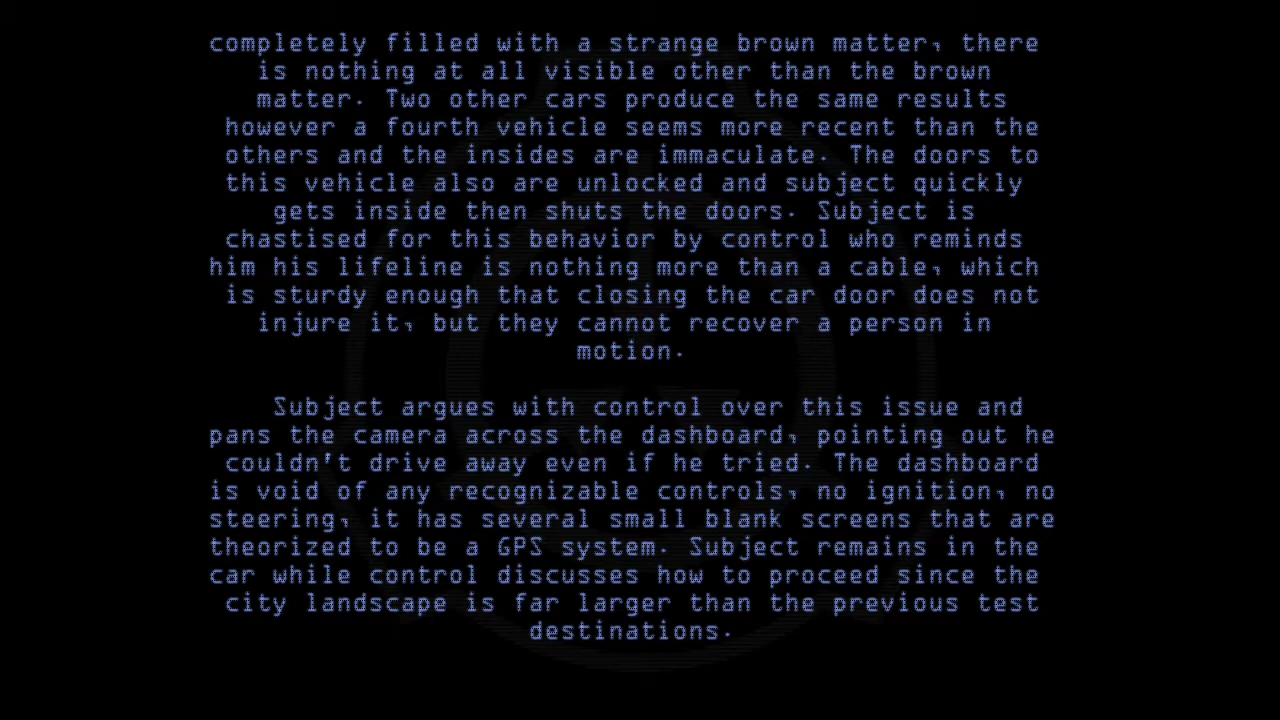 completely filled with a strange brown matter, there
is nothing at all visible other than the brown
matter. Two other cars produce the same results
however a fourth vehicle seems more recent than the
others and the insides are immaculate. The doors to
this vehicle also are unlocked and subject quickly
gets inside then shuts the doors. Subject is
chastised for this behavior by control who reminds
him his lifeline is nothing more than a cable, which
is sturdy enough that closing the car door does not
injure it, but they cannot recover a person in
motion.
Subject argues with control over this issue and
pans the camera across the dashboard, pointing out he
couldn't drive away even if he tried. The dashboard
is void of any recognizable controls, no ignition, no
steering, it has several small blank screens that are
theorized to be a GPS system. Subject remains in the
car while control discusses how to proceed since the
city landscape is far larger than the previous test
destinations.